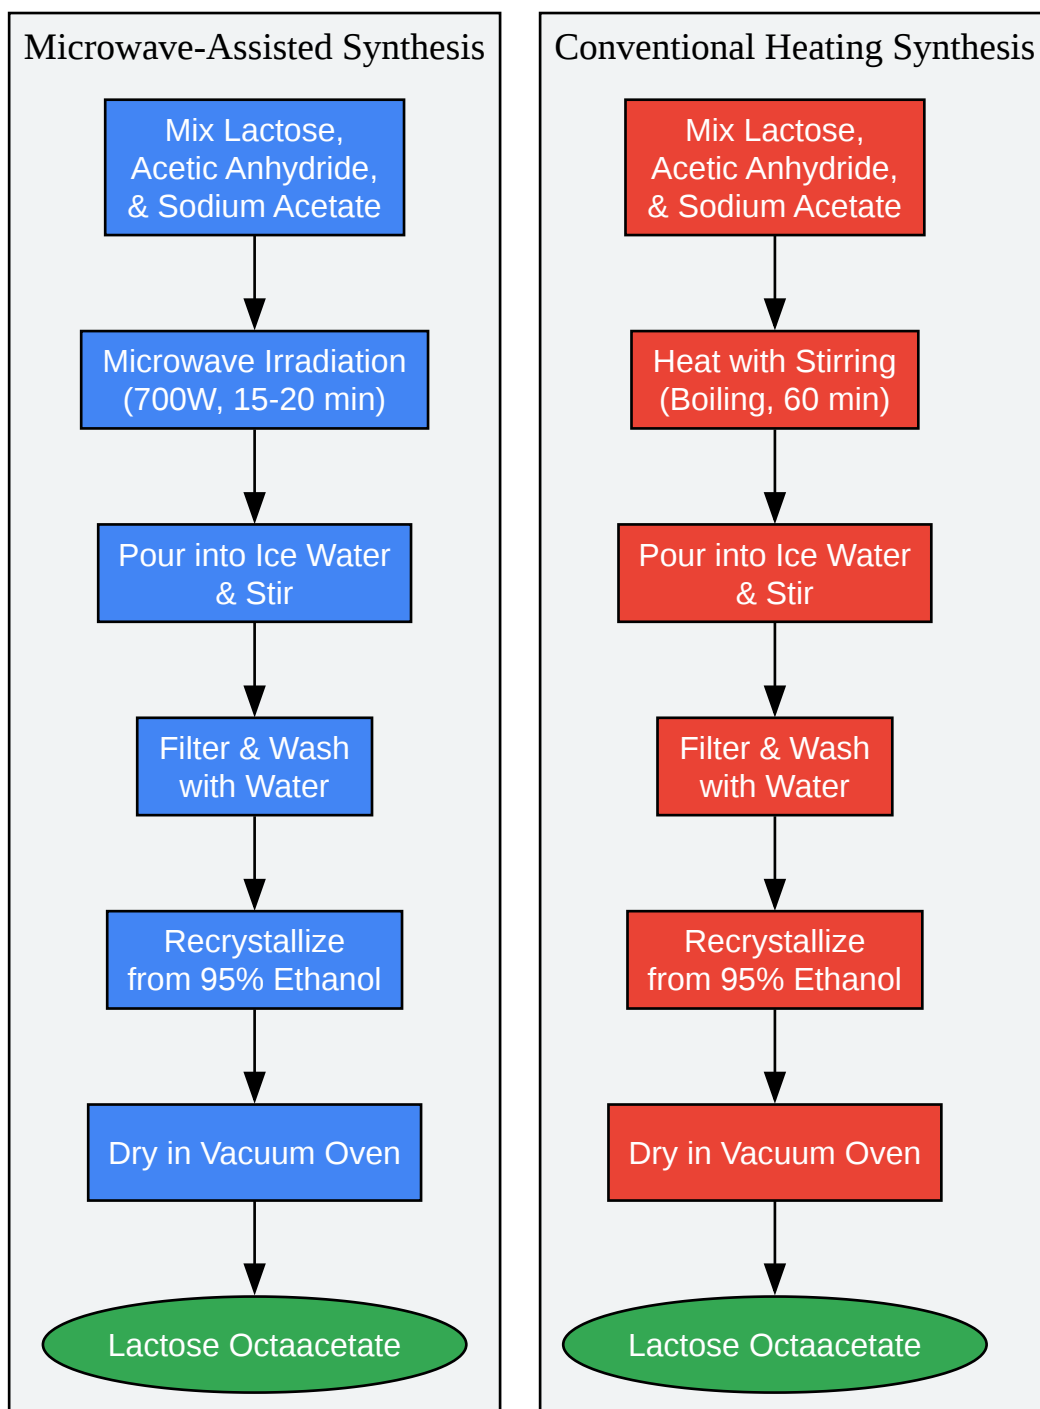 Microwave-Assisted Synthesis
Mix Lactose,
Acetic Anhydride,
& Sodium Acetate
Microwave Irradiation
(700W, 15-20 min)
Pour into Ice Water
& Stir
Filter & Wash
with Water
Recrystallize
from 95% Ethanol
Dry in Vacuum Oven
Lactose Octaacetate
Conventional Heating Synthesis
Mix Lactose,
Acetic Anhydride,
& Sodium Acetate
Heat with Stirring
(Boiling, 60 min)
Pour into Ice Water
& Stir
Filter & Wash
with Water
Recrystallize
from 95% Ethanol
Dry in Vacuum Oven
Lactose Octaacetate